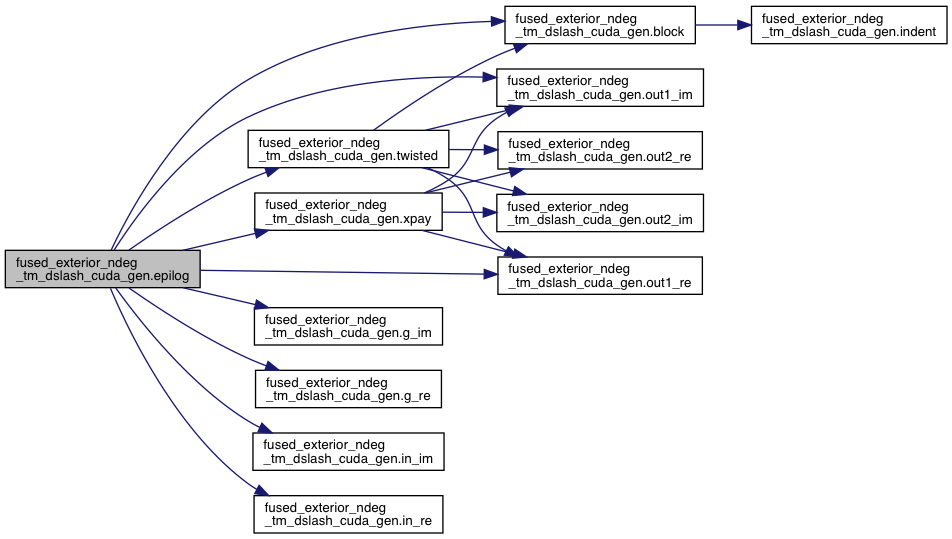 fused_exterior_ndeg
_tm_dslash_cuda_gen.block
fused_exterior_ndeg
_tm_dslash_cuda_gen.indent
fused_exterior_ndeg
_tm_dslash_cuda_gen.out1_im
fused_exterior_ndeg
_tm_dslash_cuda_gen.twisted
fused_exterior_ndeg
_tm_dslash_cuda_gen.out2_re
fused_exterior_ndeg
_tm_dslash_cuda_gen.xpay
fused_exterior_ndeg
_tm_dslash_cuda_gen.out2_im
fused_exterior_ndeg
_tm_dslash_cuda_gen.epilog
fused_exterior_ndeg
_tm_dslash_cuda_gen.out1_re
fused_exterior_ndeg
_tm_dslash_cuda_gen.g_im
fused_exterior_ndeg
_tm_dslash_cuda_gen.g_re
fused_exterior_ndeg
_tm_dslash_cuda_gen.in_im
fused_exterior_ndeg
_tm_dslash_cuda_gen.in_re